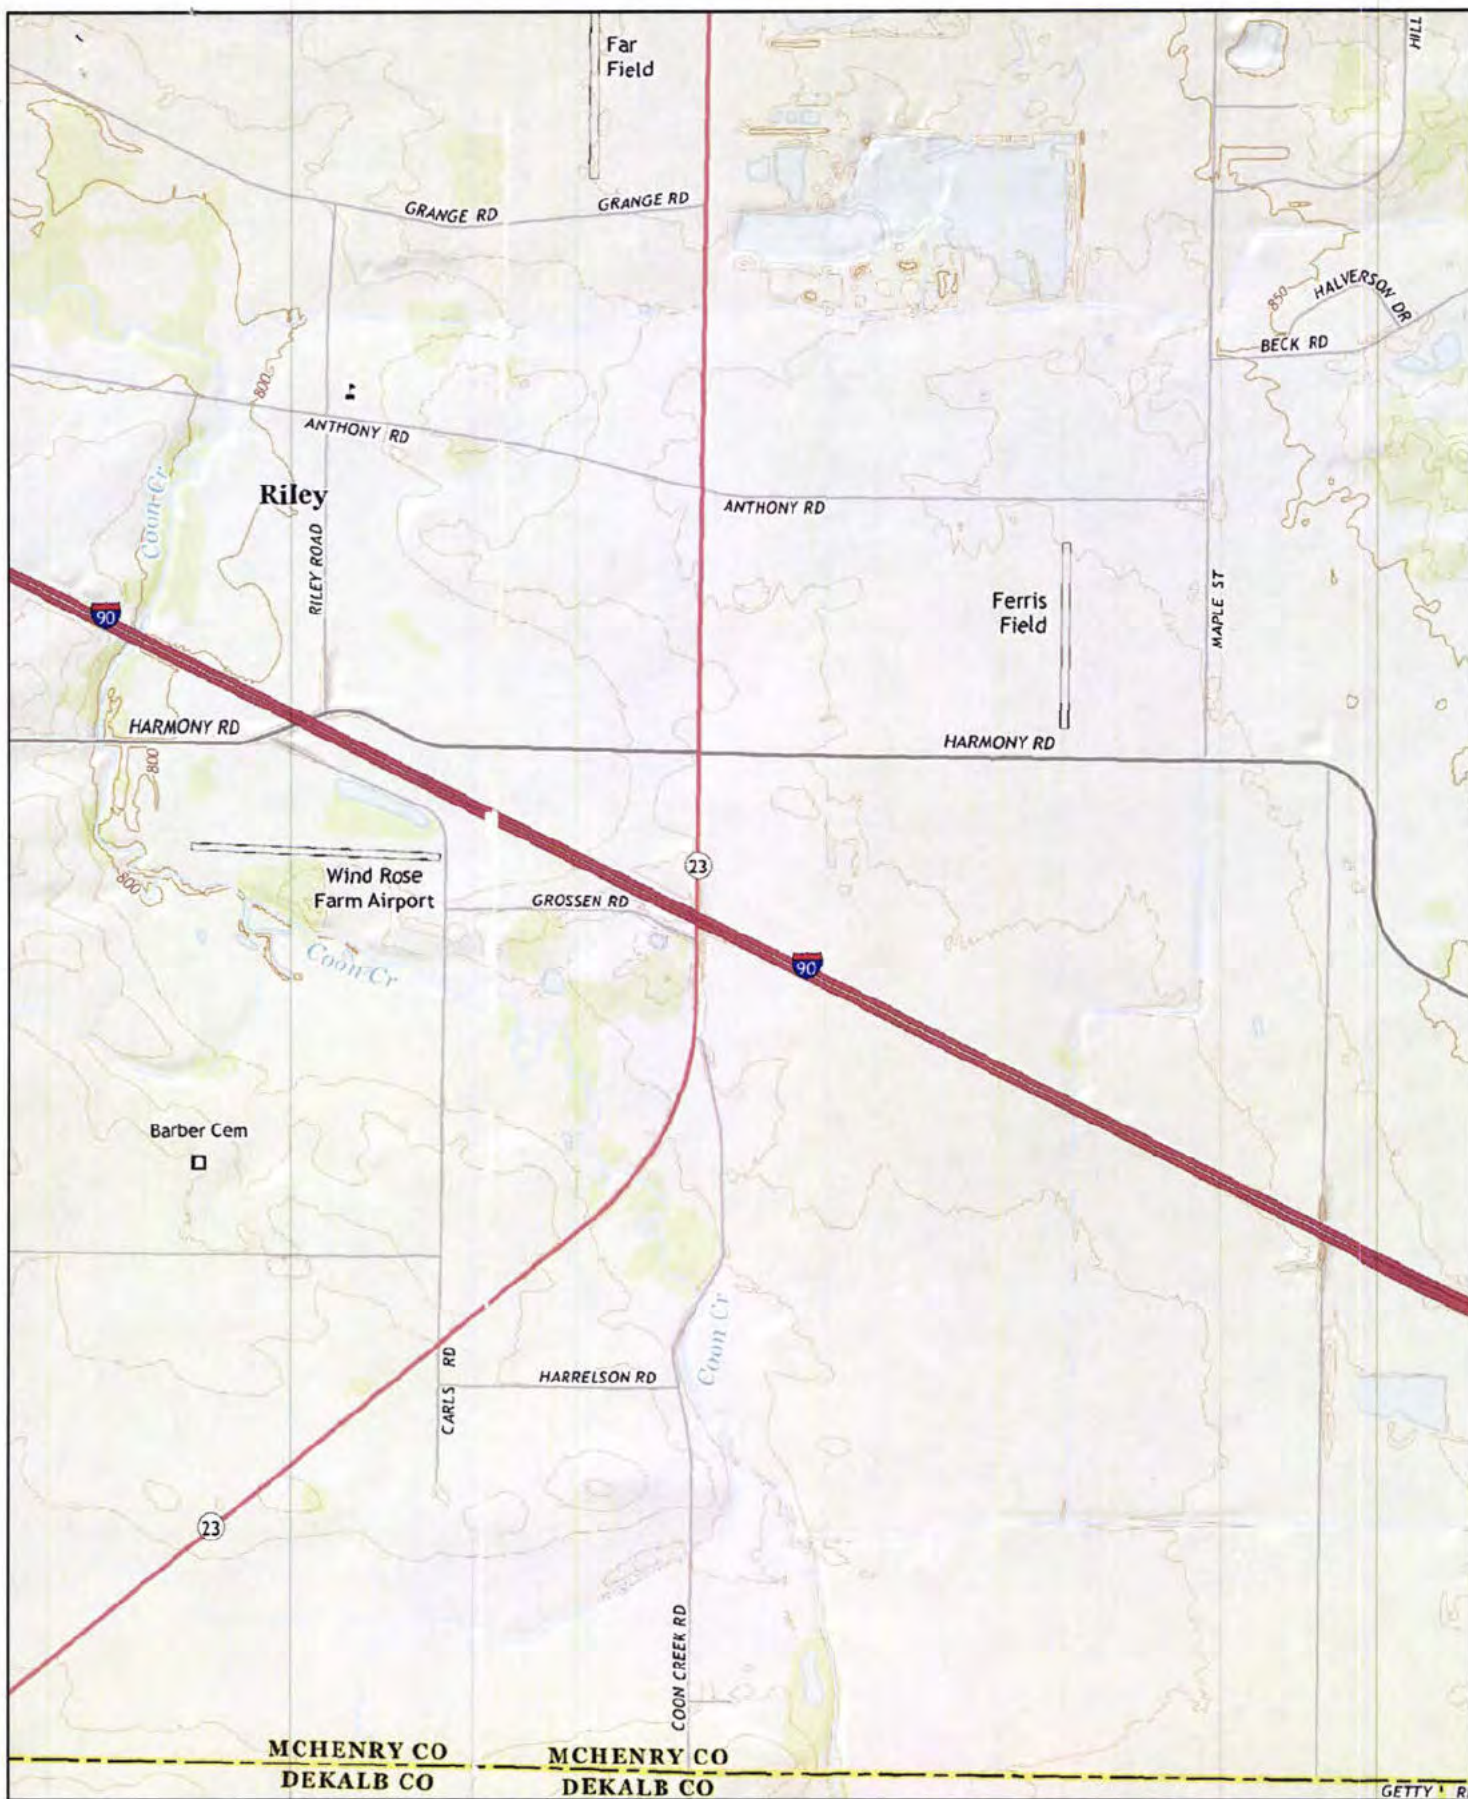 Far
Field
HILL
GRANGE RD
GRANGE RD
HALVERSON DR
850
BECK RD
800
ANTHONY RD
Riley
Coon Cr
ANTHONY RD
RILEY ROAD
MAPLE ST
Ferris
Field
90
HARMONY RD
HARMONY RD
800
23
Wind Rose
Farm Airport
800
GROSSEN RD
Coon Cr
90
Barber Cem
Coon Cr
CARLS RD
HARRELSON RD
23
COON CREEK RD
MCHENRY CO
MCHENRY CO
DEKALB CO
DEKALB CO
GETTY R